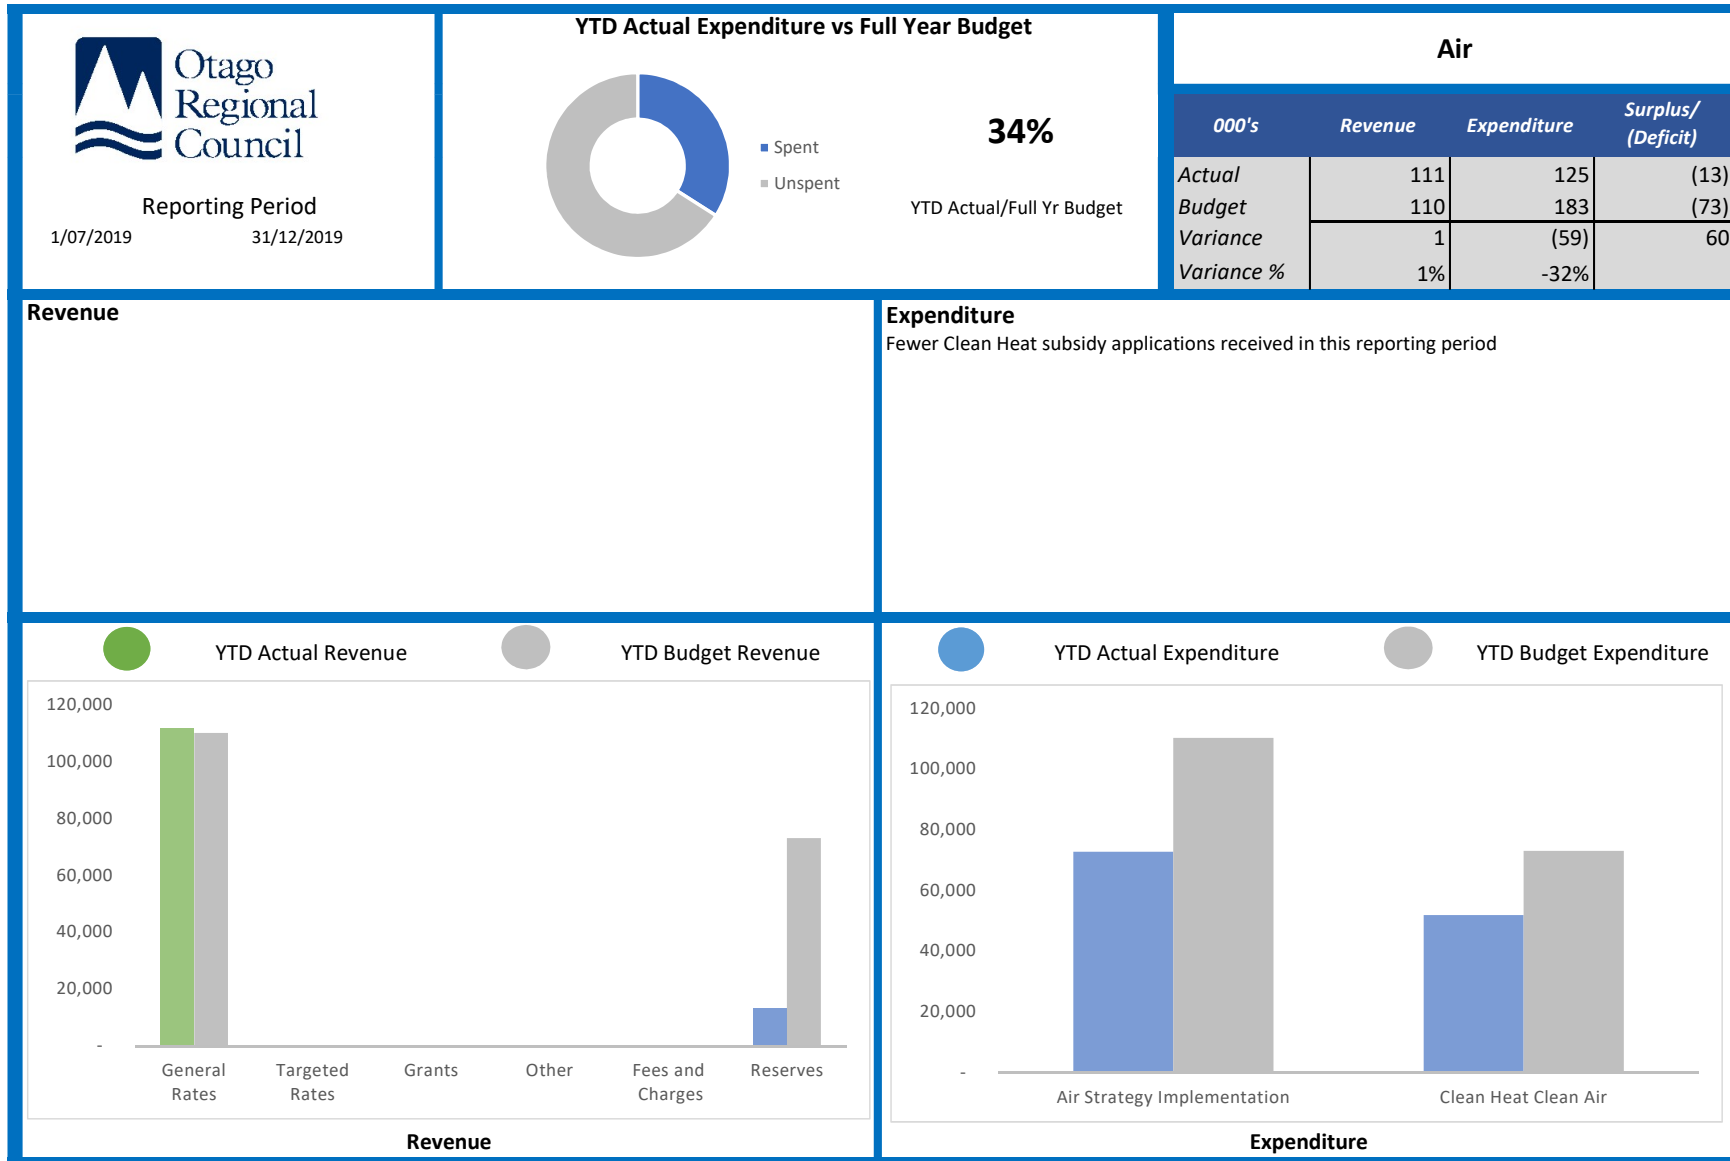 Otago
Regional
Council
Reporting Period
1/07/2019 31/12/2019
YTD Actual Expenditure vs Full Year Budget
Spent
Unspent
34%
YTD Actual/Full Yr Budget
Air
000's Revenue Expenditure Surplus/
(Deficit)
Actual 111 125 (13)
Budget 110 183 (73)
Variance 1 (59) 60
Variance % 1% -32%
Revenue
Expenditure
Fewer Clean Heat subsidy applications received in this reporting period
YTD Actual Revenue YTD Budget Revenue
120,000
100,000
80,000
60,000
40,000
20,000
-
General
Rates
Targeted
Rates
Grants
Other
Fees and
Charges
Reserves
Revenue
YTD Actual Expenditure YTD Budget Expenditure
120,000
100,000
80,000
60,000
40,000
20,000
-
Air Strategy Implementation
Clean Heat Clean Air
Expenditure